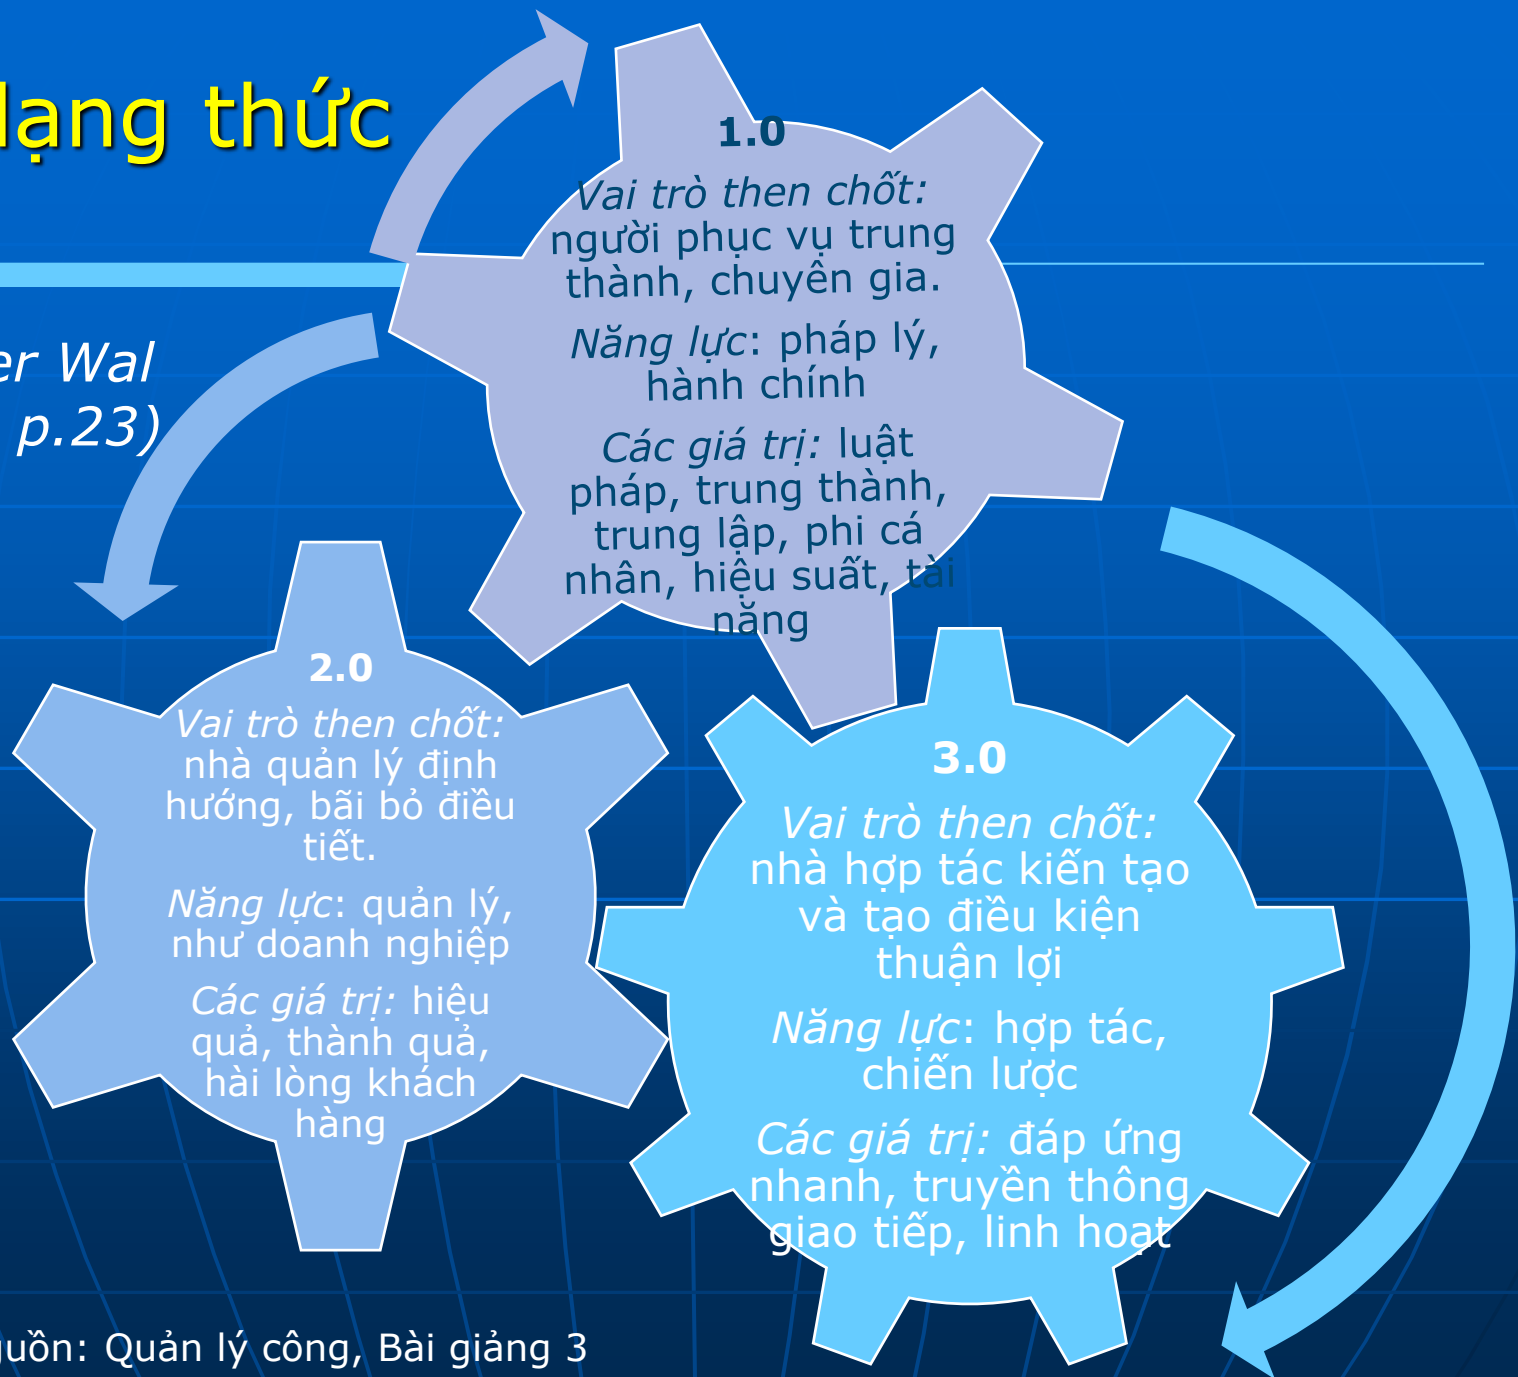 dạng thức
er Wal
p.23)
1.0
Vai trò then chốt:
người phục vụ trung
thành, chuyên gia.
Năng lực: pháp lý,
hành chính
Các giá trị: luật
pháp, trung thành,
trung lập, phi cá
nhân, hiệu suất, tài
năng
2.0
Vai trò then chốt:
nhà quản lý định
hướng, bãi bỏ điều
tiết.
Năng lực: quản lý,
như doanh nghiệp
Các giá trị: hiệu
quả, thành quả,
hài lòng khách
hàng
3.0
Vai trò then chốt:
nhà hợp tác kiến tạo
và tạo điều kiện
thuận lợi
Năng lực: hợp tác,
chiến lược
Các giá trị: đáp ứng
nhanh, truyền thông
giao tiếp, linh hoạt
guồn: Quản lý công, Bài giảng 3